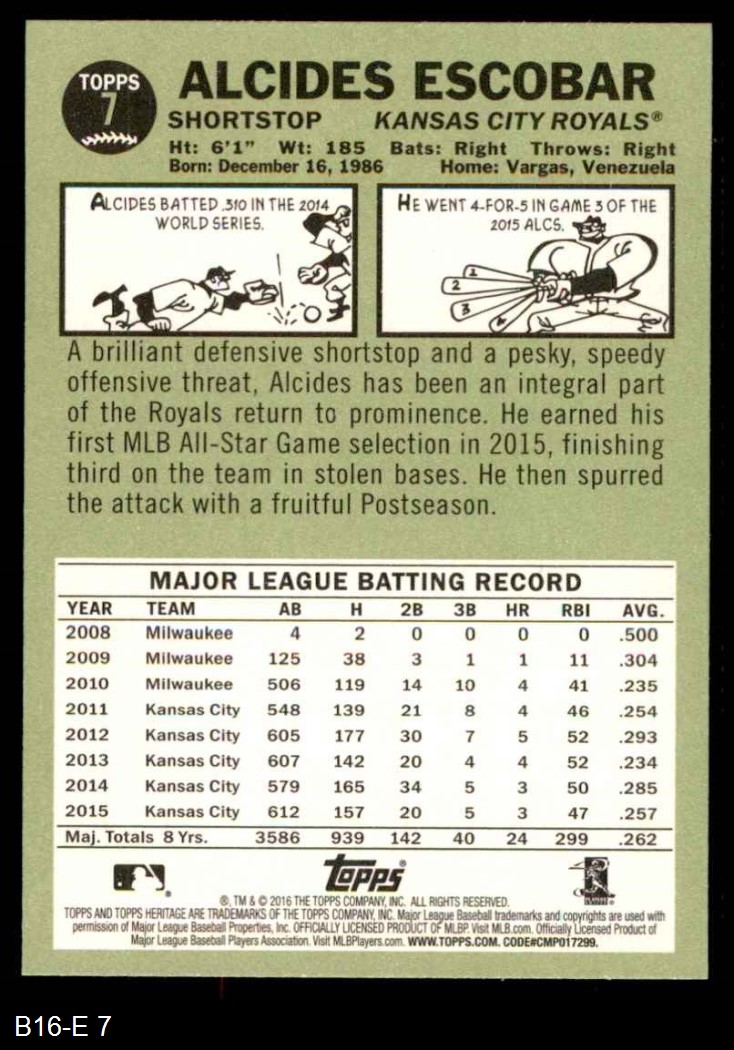 TOPPS
7
ALCIDES ESCOBAR
SHORTSTOP KANSAS CITY ROYALS®
Ht: 6'1" Wt: 185 Bats: Right Throws: Right
Born: December 16, 1986 Home: Vargas, Venezuela
ALCIDES BATTED .310 IN THE 2014
WORLD SERIES.
HE WENT 4-FOR-5 IN GAME 3 OF THE
2015 ALCS.
1
2
3
4
A brilliant defensive shortstop and a pesky, speedy
offensive threat, Alcides has been an integral part
of the Royals return to prominence. He earned his
first MLB All-Star Game selection in 2015, finishing
third on the team in stolen bases. He then spurred
the attack with a fruitful Postseason.
MAJOR LEAGUE BATTING RECORD
YEAR TEAM AB H 2B 3B HR RBI AVG.
2008 Milwaukee 4 2 0 0 0 0 .500
2009 Milwaukee 125 38 3 1 1 11 .304
2010 Milwaukee 506 119 14 10 4 41 .235
2011 Kansas City 548 139 21 8 4 46 .254
2012 Kansas City 605 177 30 7 5 52 .293
2013 Kansas City 607 142 20 4 4 52 .234
2014 Kansas City 579 165 34 5 3 50 .285
2015 Kansas City 612 157 20 5 3 47 .257
Maj. Totals 8 Yrs. 3586 939 142 40 24 299 .262
topps®
®, TM & © 2016 THE TOPPS COMPANY, INC. ALL RIGHTS RESERVED.
TOPPS AND TOPPS HERITAGE ARE TRADEMARKS OF THE TOPPS COMPANY, INC. Major League Baseball trademarks and copyrights are used with
permission of Major League Baseball Properties, Inc. OFFICIALLY LICENSED PRODUCT OF MLBP. Visit MLB.com. Officially Licensed Product of
Major League Baseball Players Association. Visit MLBPlayers.com. WWW.TOPPS.COM. CODE#CMP017299.
B16-E 7